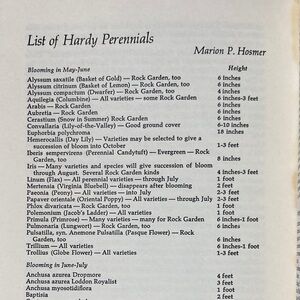 List of Hardy Perennials
Marion P. Hosmer
Blooming in May-June Height
Alyssum saxatile (Basket of Gold) — Rock Garden, too 6 inches
Alyssum citrinum (Basket of Lemon) — Rock Garden, too 6 inches
Alyssum compactum (Dwarfer) — Rock Garden, too 4 inches
Aquilegia (Columbine) — All varieties — some Rock Garden 6 inches-3 feet
Arabis — Rock Garden, too 6 inches
Aubretia — Rock Garden, too 6 inches
Cerastium (Snow in Summer) Rock Garden 6 inches
Convallaria (Lily-of-the-Valley) — Good ground cover 6-10 inches
Euphorbia polychroma 18 inches
Hemerocallis (Day Lily) — Varieties may be selected to give a
succession of bloom into October 1-3 feet
Iberis sempervirens (Perennial Candytuft) — Evergreen — Rock
Garden, too 8 inches
Iris — Many varieties and species will give succession of bloom
through August. Several Rock Garden kinds 4 inches-3 feet
Linum (Flax) — All perennial varieties — through July 1 foot
Mertensia (Virginia Bluebell) — disappears after blooming 2 feet
Paeonia (Peony) — All varieties — into July 2-3 feet
Papaver orientale (Oriental Poppy) — All varieties — through July 2-3 feet
Phlox divaricata — Rock Garden, too 1 foot
Polemonium (Jacob's Ladder) — All varieties 1 foot
Primula (Primrose) — Many varieties — many for Rock Garden 6 inches-1 foot
Pulmonaria (Lungwort) — Rock Garden, too 6 inches
Pulsatilla, syn. Anemone Pulsatilla (Pasque Flower) — Rock
Garden, too 6 inches
Trillium — All varieties 6 inches-1 foot
Trollius (Globe Flower) — All varieties 1-3 feet
Blooming in June-July
Anchusa azurea Dropmore 4 feet
Anchusa azurea Loddon Royalist 3 feet
Anchusa myosotidiflora 1 foot
Baptisia 2 feet